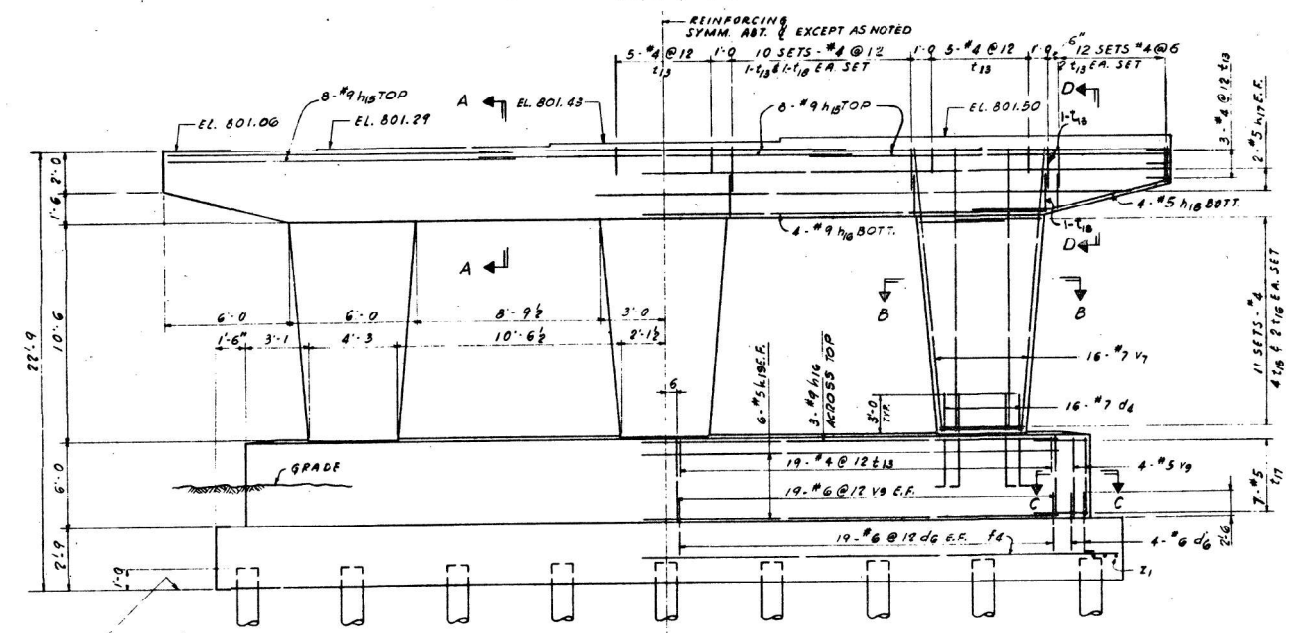 REINFORCING
SYMM. ABT. ℄ EXCEPT AS NOTED
5-#4 @ 12
t13
1'-0
10 SETS - #4 @ 12
1-t13 & 1-t18 EA. SET
1'-0
5-#4 @ 12
t13
1'-0
6"
12 SETS #4 @ 6
2 t13 EA. SET
3-#4 @ 12 t13
2-#5 h17 E.F.
8-#9 h15 TOP
A
EL. 801.43
8-#9 h15 TOP
EL. 801.50
D
1-t13
EL. 801.06
EL. 801.29
2'-0
1'-6
4-#5 h18 BOTT.
4-#9 h16 BOTT.
1-t18
D
A
B
B
6'-0
6'-0
8'-9 1/2
3'-0
1'-6"
3'-1
4'-3
10'-6 1/2
2'-1 1/2
22'-9
10'-6
11 SETS-#4
4 t15 & 2 t16 EA. SET
16-#7 v7
6
6-#5 h19 E.F.
3-#9 h16
ACROSS TOP
3'-0
TYP.
16-#7 d4
GRADE
19-#4 @ 12 t13
4-#5 v9
7-#5
t17
6'-0
19-#6 @ 12 v9 E.F.
C
C
19-#6 @ 12 d6 E.F.
f4
4-#6 d6
2'-6
2'-9
1'-0
z1